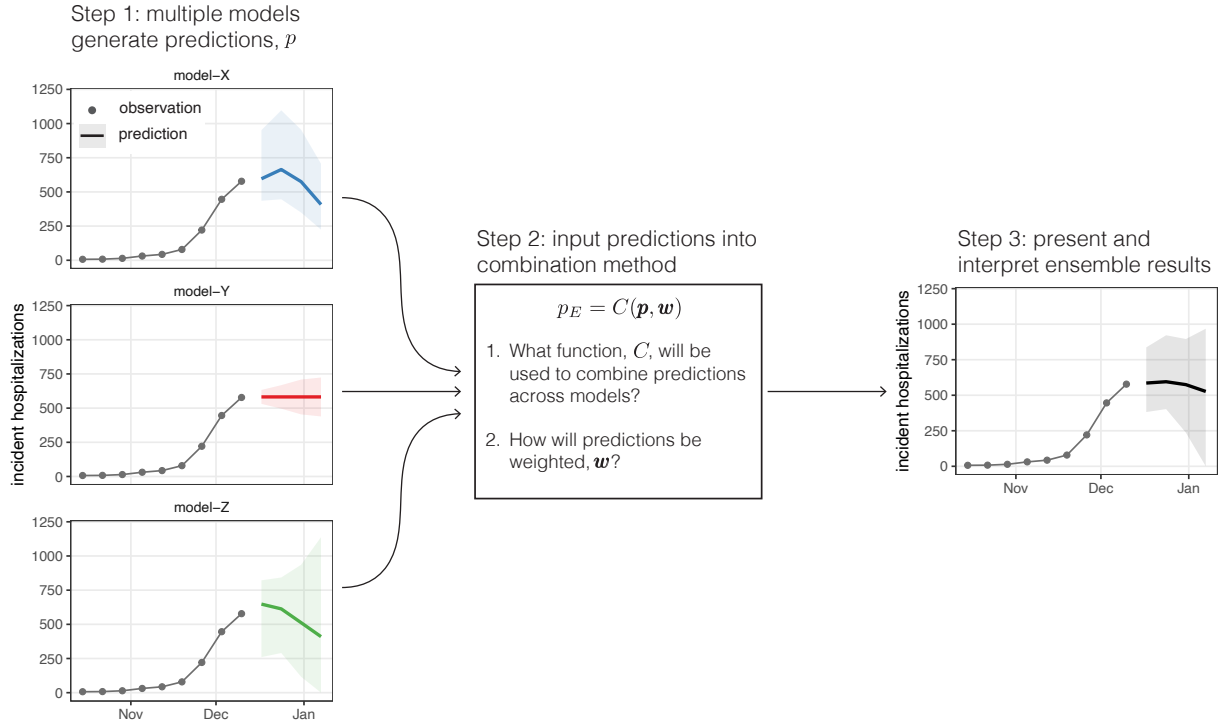 Step 1: multiple models
generate predictions, p
model−X
1250
1000
750
500
250
0
observation
prediction
model−Y
1250
1000
750
500
250
0
incident hospitalizations
model−Z
1250
1000
750
500
250
0
Nov
Dec
Jan
Step 2: input predictions into
combination method
p_E = C(p, w)
1. What function, C, will be
used to combine predictions
across models?
2. How will predictions be
weighted, w?
Step 3: present and
interpret ensemble results
1250
1000
750
500
250
0
incident hospitalizations
Nov
Dec
Jan